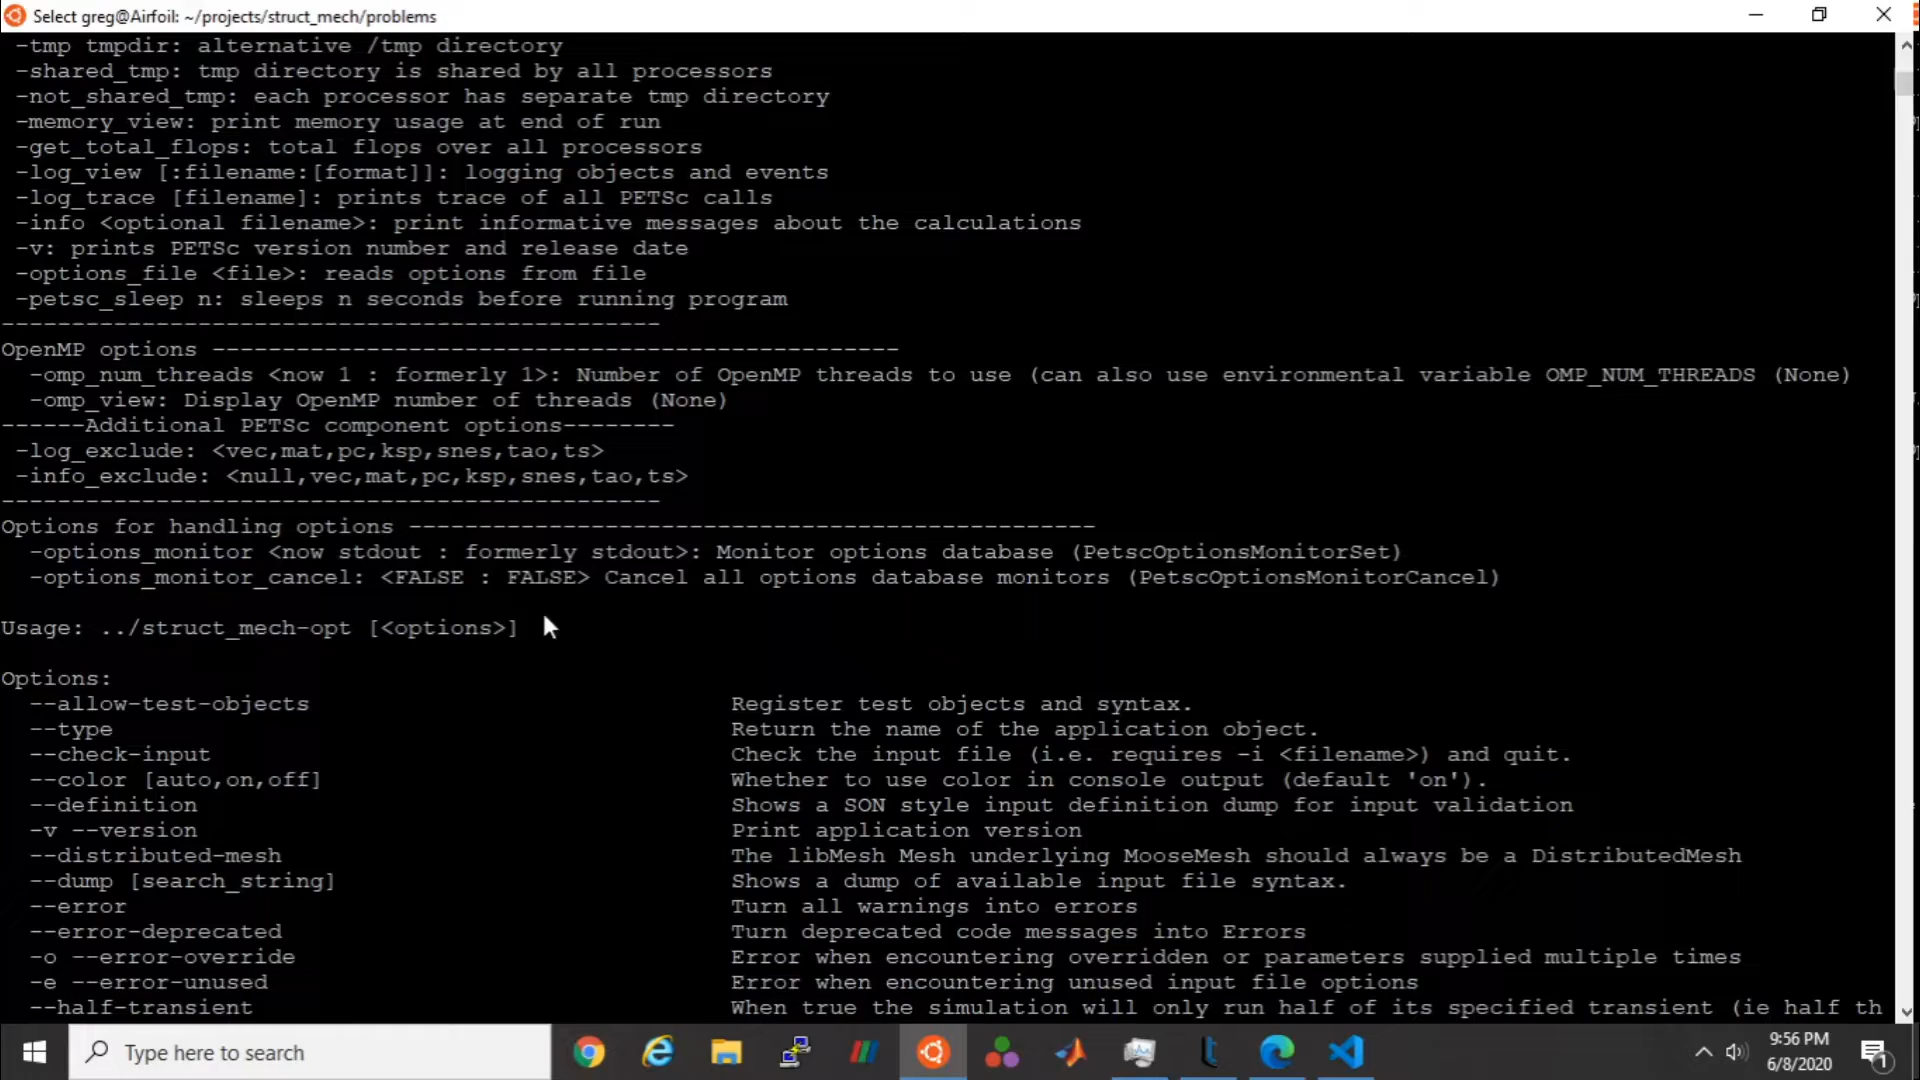 Select greg@Airfoil: ~/projects/struct_mech/problems
-tmp tmpdir: alternative /tmp directory
-shared_tmp: tmp directory is shared by all processors
-not_shared_tmp: each processor has separate tmp directory
-memory_view: print memory usage at end of run
-get_total_flops: total flops over all processors
-log_view [:filename:[format]]: logging objects and events
-log_trace [filename]: prints trace of all PETSc calls
-info <optional filename>: print informative messages about the calculations
-v: prints PETSc version number and release date
-options_file <file>: reads options from file
-petsc_sleep n: sleeps n seconds before running program
-----------------------------------------------
OpenMP options -------------------------------------------------
-omp_num_threads <now 1 : formerly 1>: Number of OpenMP threads to use (can also use environmental variable OMP_NUM_THREADS (None)
-omp_view: Display OpenMP number of threads (None)
------Additional PETSc component options--------
-log_exclude: <vec,mat,pc,ksp,snes,tao,ts>
-info_exclude: <null,vec,mat,pc,ksp,snes,tao,ts>
-----------------------------------------------
Options for handling options -------------------------------------------------
-options_monitor <now stdout : formerly stdout>: Monitor options database (PetscOptionsMonitorSet)
-options_monitor_cancel: <FALSE : FALSE> Cancel all options database monitors (PetscOptionsMonitorCancel)
Usage: ../struct_mech-opt [<options>]
Options:
--allow-test-objects Register test objects and syntax.
--type Return the name of the application object.
--check-input Check the input file (i.e. requires -i <filename>) and quit.
--color [auto,on,off] Whether to use color in console output (default 'on').
--definition Shows a SON style input definition dump for input validation
-v --version Print application version
--distributed-mesh The libMesh Mesh underlying MooseMesh should always be a DistributedMesh
--dump [search_string] Shows a dump of available input file syntax.
--error Turn all warnings into errors
--error-deprecated Turn deprecated code messages into Errors
-o --error-override Error when encountering overridden or parameters supplied multiple times
-e --error-unused Error when encountering unused input file options
--half-transient When true the simulation will only run half of its specified transient (ie half th
Type here to search
9:56 PM
6/8/2020
1